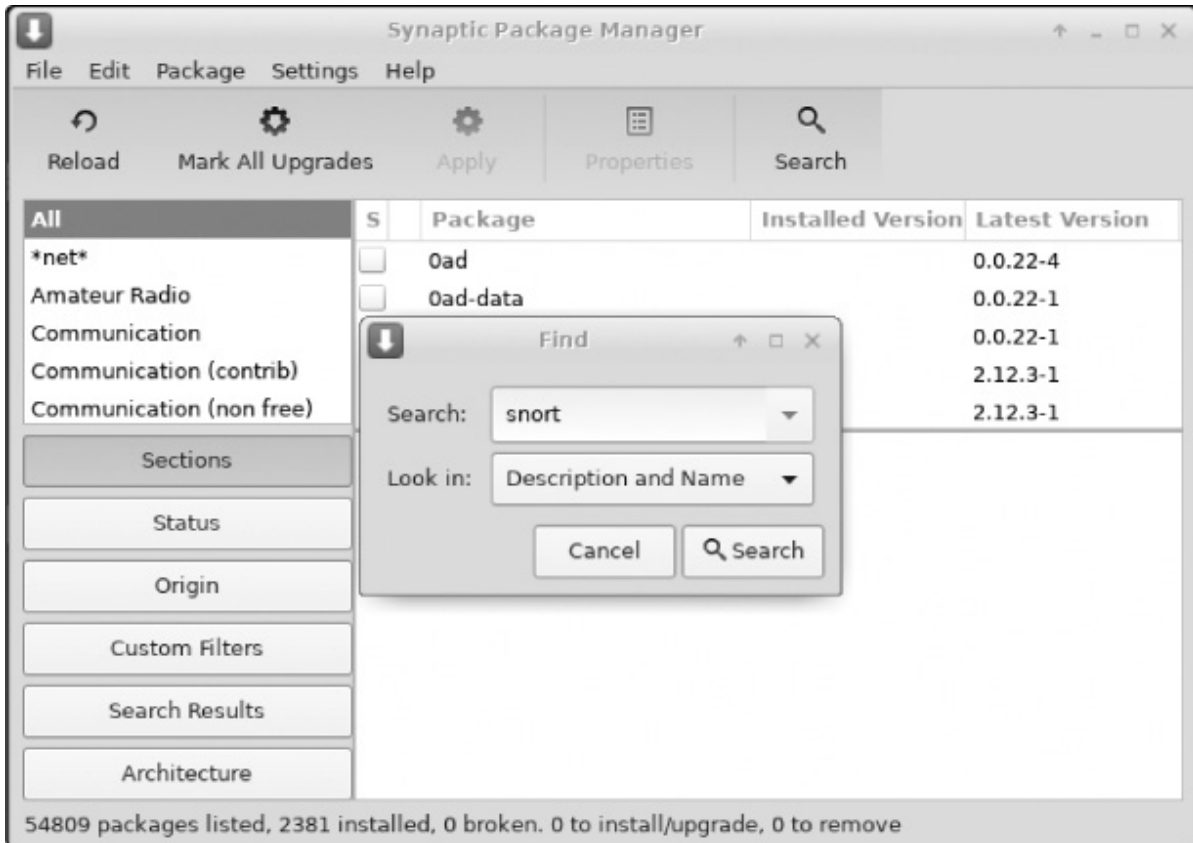 Synaptic Package Manager
File Edit Package Settings Help
Reload Mark All Upgrades Apply Properties Search
All
*net*
Amateur Radio
Communication
Communication (contrib)
Communication (non free)
S Package Installed Version Latest Version
0ad 0.0.22-4
0ad-data 0.0.22-1
0.0.22-1
2.12.3-1
2.12.3-1
Find
Search: snort
Look in: Description and Name
Cancel Search
Sections
Status
Origin
Custom Filters
Search Results
Architecture
54809 packages listed, 2381 installed, 0 broken. 0 to install/upgrade, 0 to remove